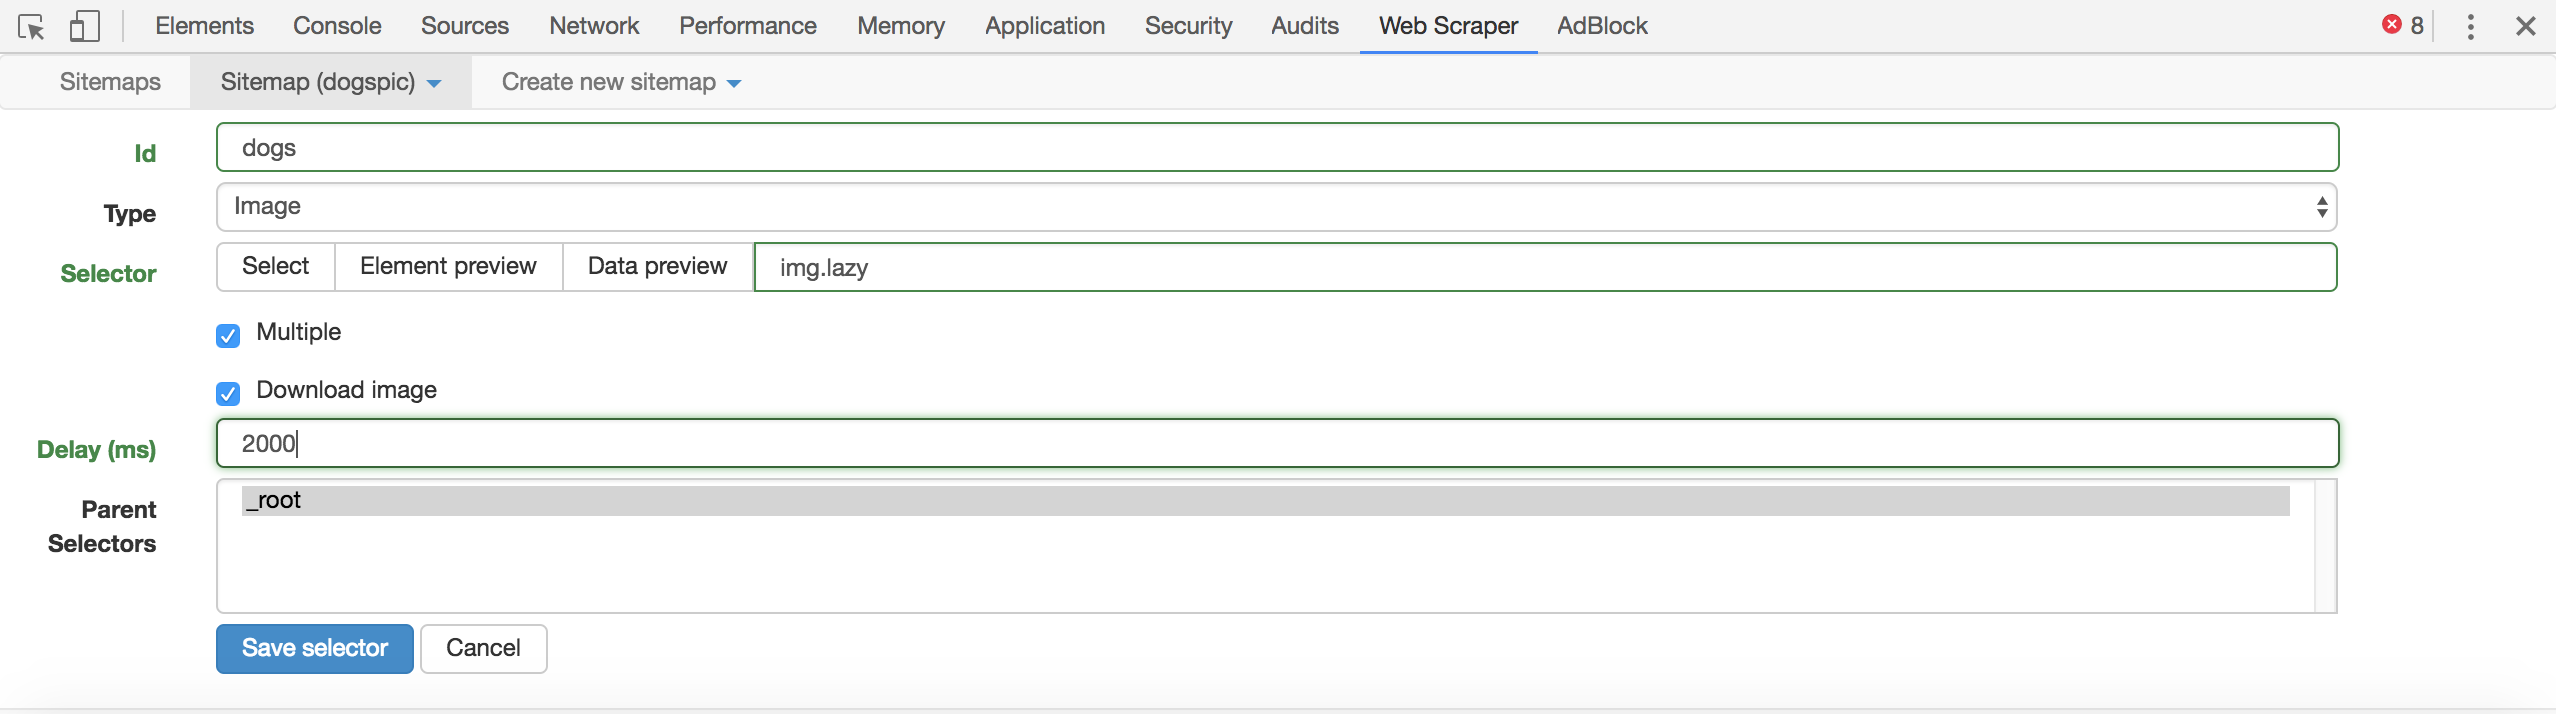 Elements Console Sources Network Performance Memory Application Security Audits Web Scraper AdBlock 8
Sitemaps Sitemap (dogspic) Create new sitemap
Id dogs
Type Image
Selector Select Element preview Data preview img.lazy
Multiple
Download image
Delay (ms) 2000
Parent Selectors _root
Save selector Cancel